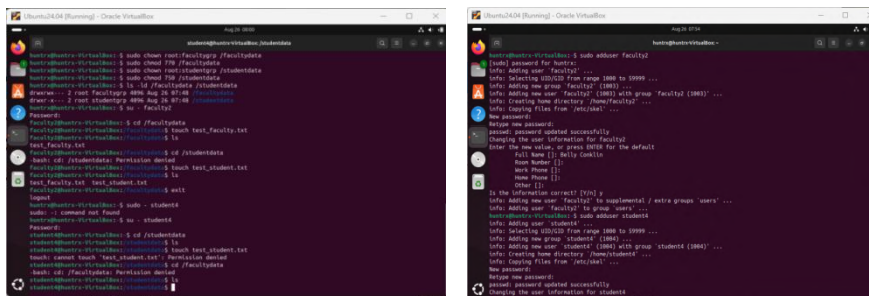 Ubuntu24.04 [Running] - Oracle VirtualBox
Aug 26 08:00
student4@huntrx-VirtualBox: /studentdata
huntrx@huntrx-VirtualBox:~$ sudo chown root:facultygrp /facultydata
huntrx@huntrx-VirtualBox:~$ sudo chmod 770 /facultydata
huntrx@huntrx-VirtualBox:~$ sudo chown root:studentgrp /studentdata
huntrx@huntrx-VirtualBox:~$ sudo chmod 750 /studentdata
huntrx@huntrx-VirtualBox:~$ ls -ld /facultydata /studentdata
drwxrwx--- 2 root facultygrp 4096 Aug 26 07:48 /facultydata
drwxr-x--- 2 root studentgrp 4096 Aug 26 07:48 /studentdata
huntrx@huntrx-VirtualBox:~$ su - faculty2
Password:
faculty2@huntrx-VirtualBox:~$ cd /facultydata
faculty2@huntrx-VirtualBox:/facultydata$ touch test_faculty.txt
faculty2@huntrx-VirtualBox:/facultydata$ ls
test_faculty.txt
faculty2@huntrx-VirtualBox:/facultydata$ cd /studentdata
-bash: cd: /studentdata: Permission denied
faculty2@huntrx-VirtualBox:/facultydata$ touch test_student.txt
faculty2@huntrx-VirtualBox:/facultydata$ ls
test_faculty.txt test_student.txt
faculty2@huntrx-VirtualBox:/facultydata$ exit
logout
huntrx@huntrx-VirtualBox:~$ sudo - student4
sudo: -: command not found
huntrx@huntrx-VirtualBox:~$ su - student4
Password:
student4@huntrx-VirtualBox:~$ cd /studentdata
student4@huntrx-VirtualBox:/studentdata$ ls
student4@huntrx-VirtualBox:/studentdata$ touch test_student.txt
touch: cannot touch 'test_student.txt': Permission denied
student4@huntrx-VirtualBox:/studentdata$ cd /facultydata
-bash: cd: /facultydata: Permission denied
student4@huntrx-VirtualBox:/studentdata$ ls
student4@huntrx-VirtualBox:/studentdata$
Ubuntu24.04 [Running] - Oracle VirtualBox
Aug 26 07:54
huntrx@huntrx-VirtualBox: ~
huntrx@huntrx-VirtualBox:~$ sudo adduser faculty2
[sudo] password for huntrx:
info: Adding user `faculty2' ...
info: Selecting UID/GID from range 1000 to 59999 ...
info: Adding new group `faculty2' (1003) ...
info: Adding new user `faculty2' (1003) with group `faculty2 (1003)' ...
info: Creating home directory `/home/faculty2' ...
info: Copying files from `/etc/skel' ...
New password:
Retype new password:
passwd: password updated successfully
Changing the user information for faculty2
Enter the new value, or press ENTER for the default
Full Name []: Belly Conklin
Room Number []:
Work Phone []:
Home Phone []:
Other []:
Is the information correct? [Y/n] y
info: Adding new user `faculty2' to supplemental / extra groups `users' ...
info: Adding user `faculty2' to group `users' ...
huntrx@huntrx-VirtualBox:~$ sudo adduser student4
info: Adding user `student4' ...
info: Selecting UID/GID from range 1000 to 59999 ...
info: Adding new group `student4' (1004) ...
info: Adding new user `student4' (1004) with group `student4 (1004)' ...
info: Creating home directory `/home/student4' ...
info: Copying files from `/etc/skel' ...
New password:
Retype new password:
passwd: password updated successfully
Changing the user information for student4